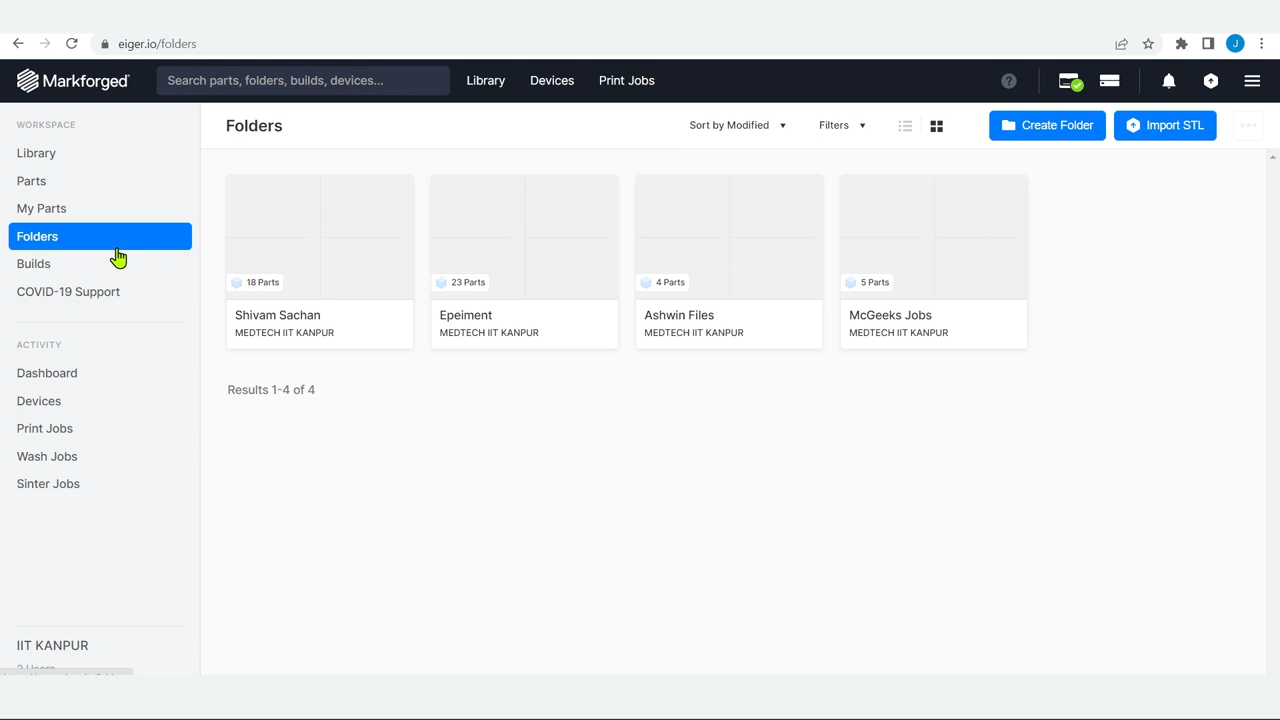 eiger.io/folders
Markforged
Search parts, folders, builds, devices...
Library
Devices
Print Jobs
WORKSPACE
Library
Parts
My Parts
Folders
Builds
COVID-19 Support
ACTIVITY
Dashboard
Devices
Print Jobs
Wash Jobs
Sinter Jobs
IIT KANPUR
Folders
Sort by Modified
Filters
Create Folder
Import STL
18 Parts
Shivam Sachan
MEDTECH IIT KANPUR
23 Parts
Epeiment
MEDTECH IIT KANPUR
4 Parts
Ashwin Files
MEDTECH IIT KANPUR
5 Parts
McGeeks Jobs
MEDTECH IIT KANPUR
Results 1-4 of 4
J